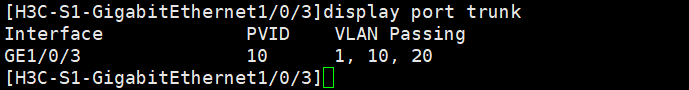 [H3C-S1-GigabitEthernet1/0/3]display port trunk
Interface PVID VLAN Passing
GE1/0/3 10 1, 10, 20
[H3C-S1-GigabitEthernet1/0/3]